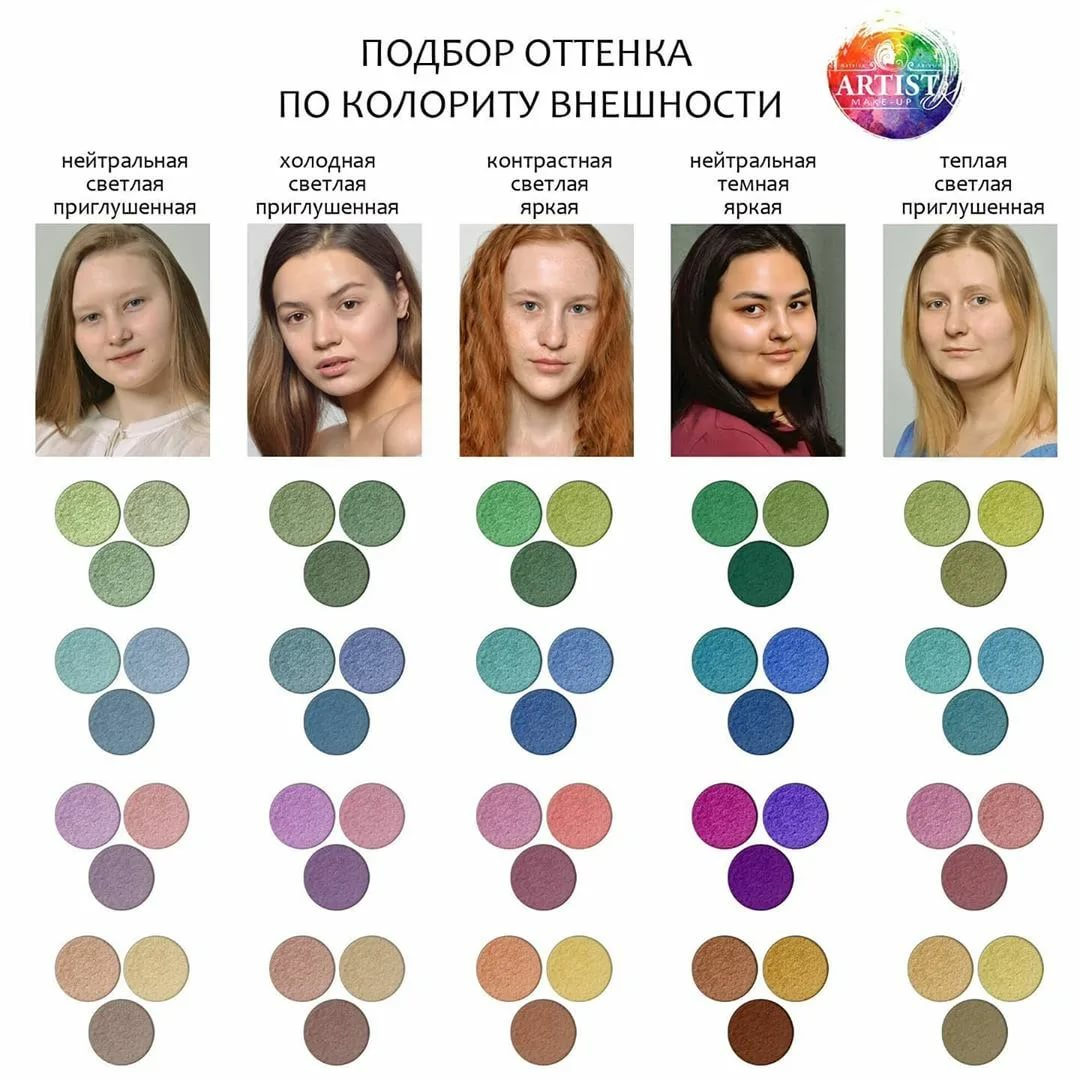 ПОДБОР ОТТЕНКА
ПО КОЛОРИТУ ВНЕШНОСТИ
ARTIST
MAKE-UP
нейтральная
светлая
приглушенная
холодная
светлая
приглушенная
контрастная
светлая
яркая
нейтральная
темная
яркая
теплая
светлая
приглушенная